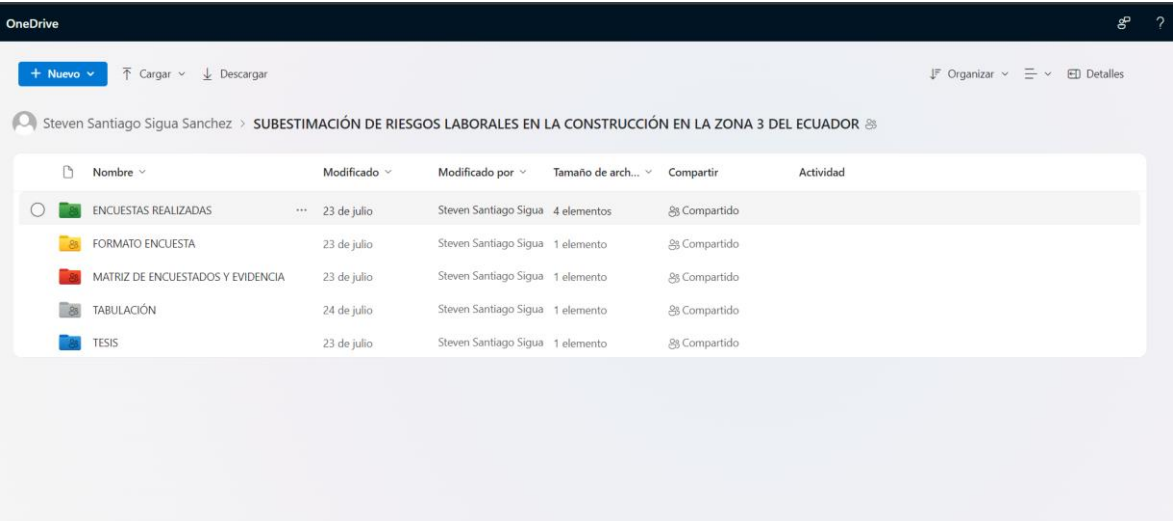 OneDrive
?
+ Nuevo Cargar Descargar Organizar Detalles
Steven Santiago Sigua Sanchez > SUBESTIMACIÓN DE RIESGOS LABORALES EN LA CONSTRUCCIÓN EN LA ZONA 3 DEL ECUADOR
Nombre Modificado Modificado por Tamaño de arch... Compartir Actividad
ENCUESTAS REALIZADAS ... 23 de julio Steven Santiago Sigua 4 elementos Compartido
FORMATO ENCUESTA 23 de julio Steven Santiago Sigua 1 elemento Compartido
MATRIZ DE ENCUESTADOS Y EVIDENCIA 23 de julio Steven Santiago Sigua 1 elemento Compartido
TABULACIÓN 24 de julio Steven Santiago Sigua 1 elemento Compartido
TESIS 23 de julio Steven Santiago Sigua 1 elemento Compartido